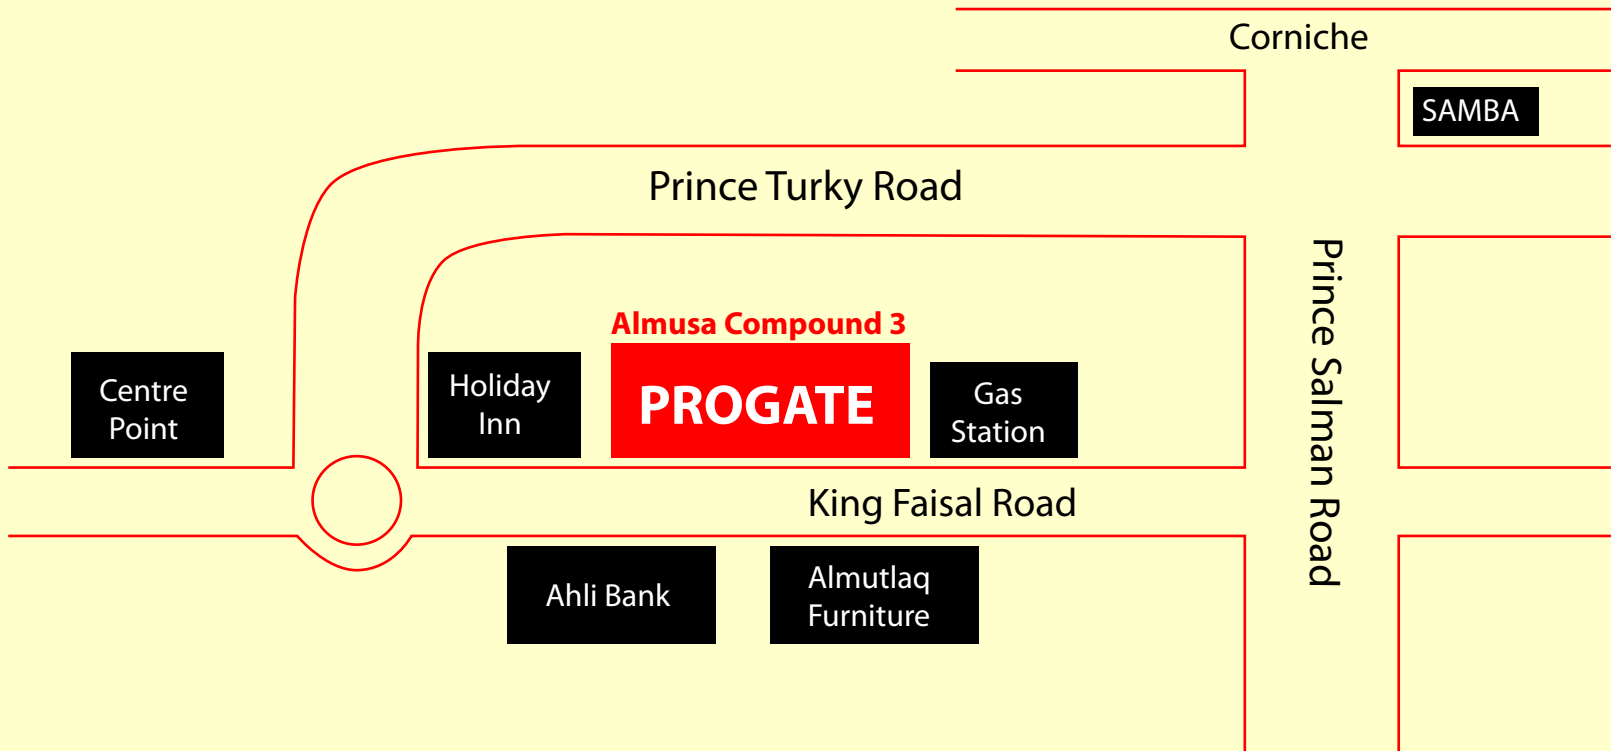 Corniche
SAMBA
Prince Turky Road
Prince Salman Road
Almusa Compound 3
Centre
Point
Holiday
Inn
PROGATE
Gas
Station
King Faisal Road
Ahli Bank
Almutlaq
Furniture